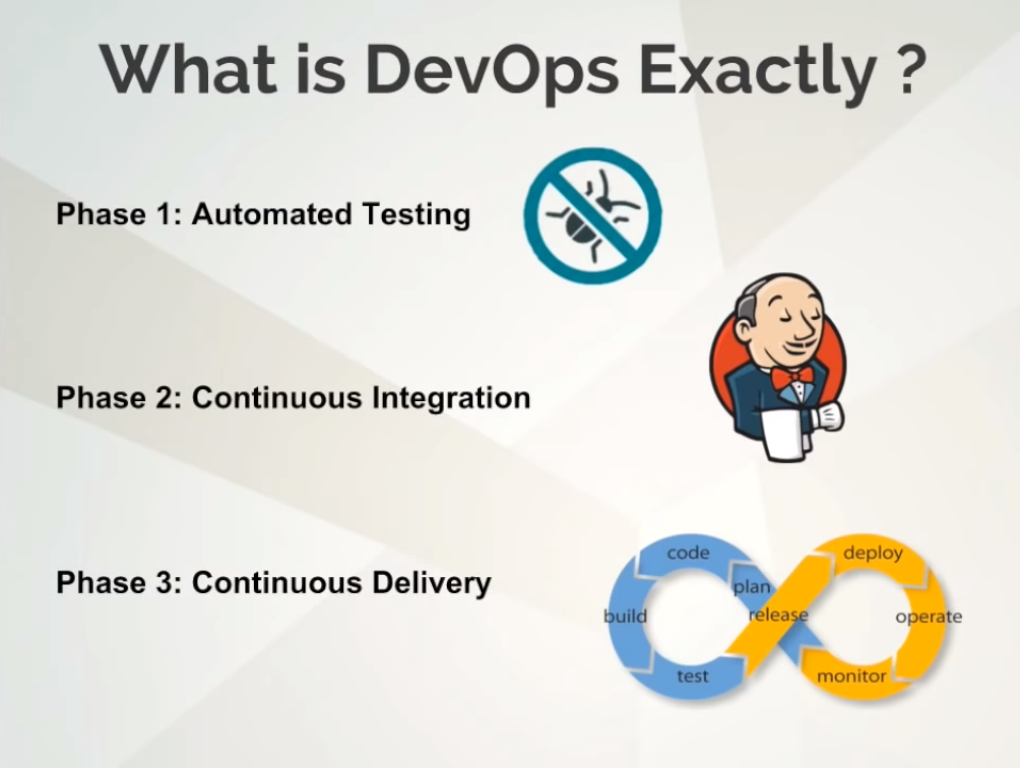 What is DevOps Exactly ?
Phase 1: Automated Testing
Phase 2: Continuous Integration
Phase 3: Continuous Delivery
code
deploy
plan
build
release
operate
test
monitor